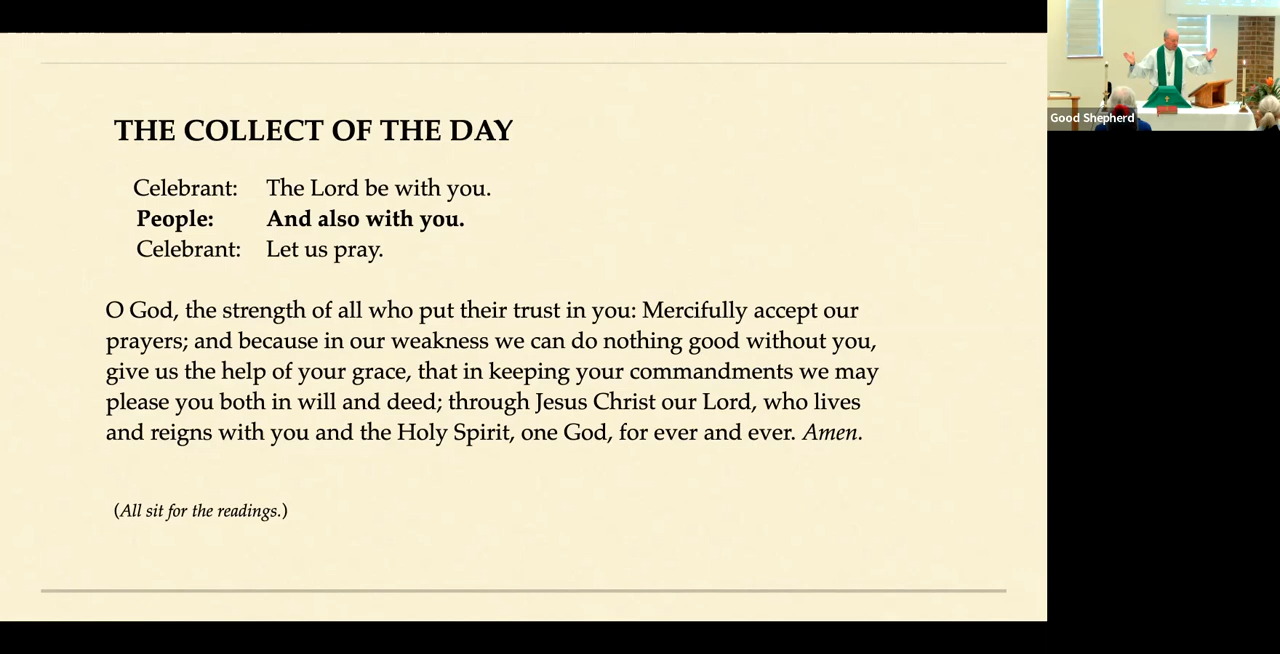 THE COLLECT OF THE DAY
Celebrant: The Lord be with you.
People: And also with you.
Celebrant: Let us pray.
O God, the strength of all who put their trust in you: Mercifully accept our
prayers; and because in our weakness we can do nothing good without you,
give us the help of your grace, that in keeping your commandments we may
please you both in will and deed; through Jesus Christ our Lord, who lives
and reigns with you and the Holy Spirit, one God, for ever and ever. Amen.
(All sit for the readings.)
Good Shepherd